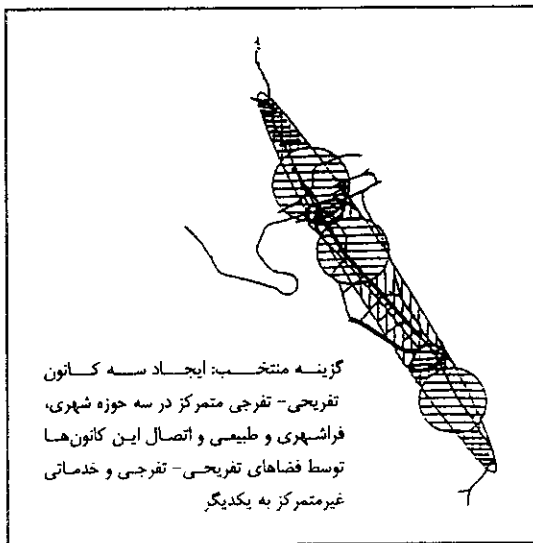 گزینه منتخب: ایجاد سه کانون
تفریحی- تفرجی متمرکز در سه حوزه شهری،
فراشهری و طبیعی و اتصال این کانون‌ها
توسط فضاهای تفریحی- تفرجی و خدماتی
غیرمتمرکز به یکدیگر